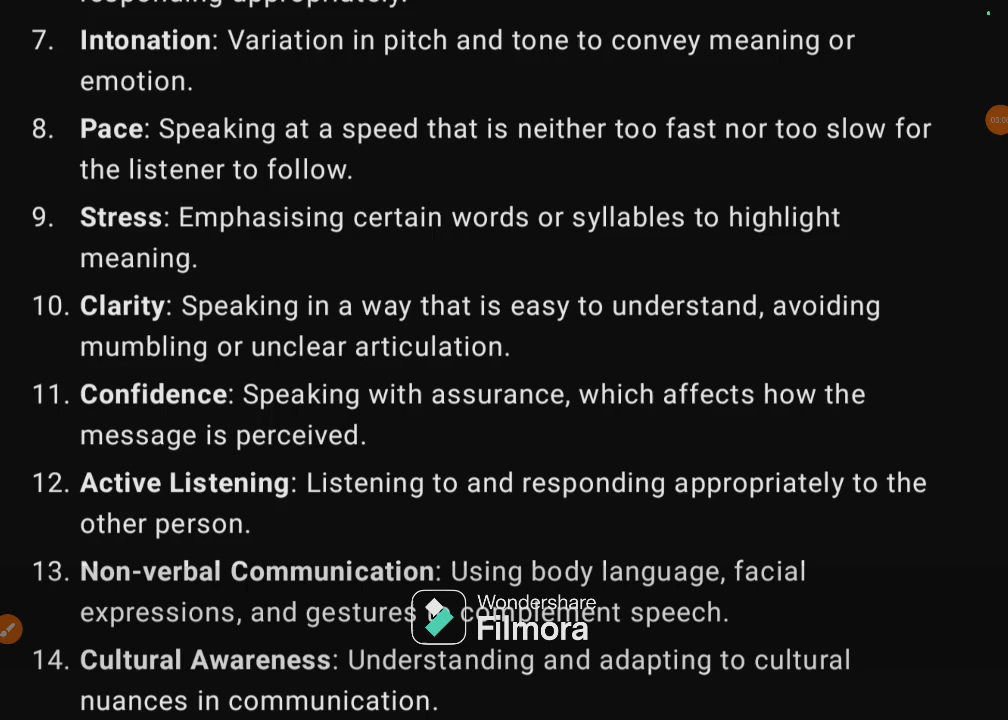 responding appropriately.
7. Intonation: Variation in pitch and tone to convey meaning or
emotion.
8. Pace: Speaking at a speed that is neither too fast nor too slow for
the listener to follow.
9. Stress: Emphasising certain words or syllables to highlight
meaning.
10. Clarity: Speaking in a way that is easy to understand, avoiding
mumbling or unclear articulation.
11. Confidence: Speaking with assurance, which affects how the
message is perceived.
12. Active Listening: Listening to and responding appropriately to the
other person.
13. Non-verbal Communication: Using body language, facial
expressions, and gestures complement speech.
Wondershare
Filmora
14. Cultural Awareness: Understanding and adapting to cultural
nuances in communication.